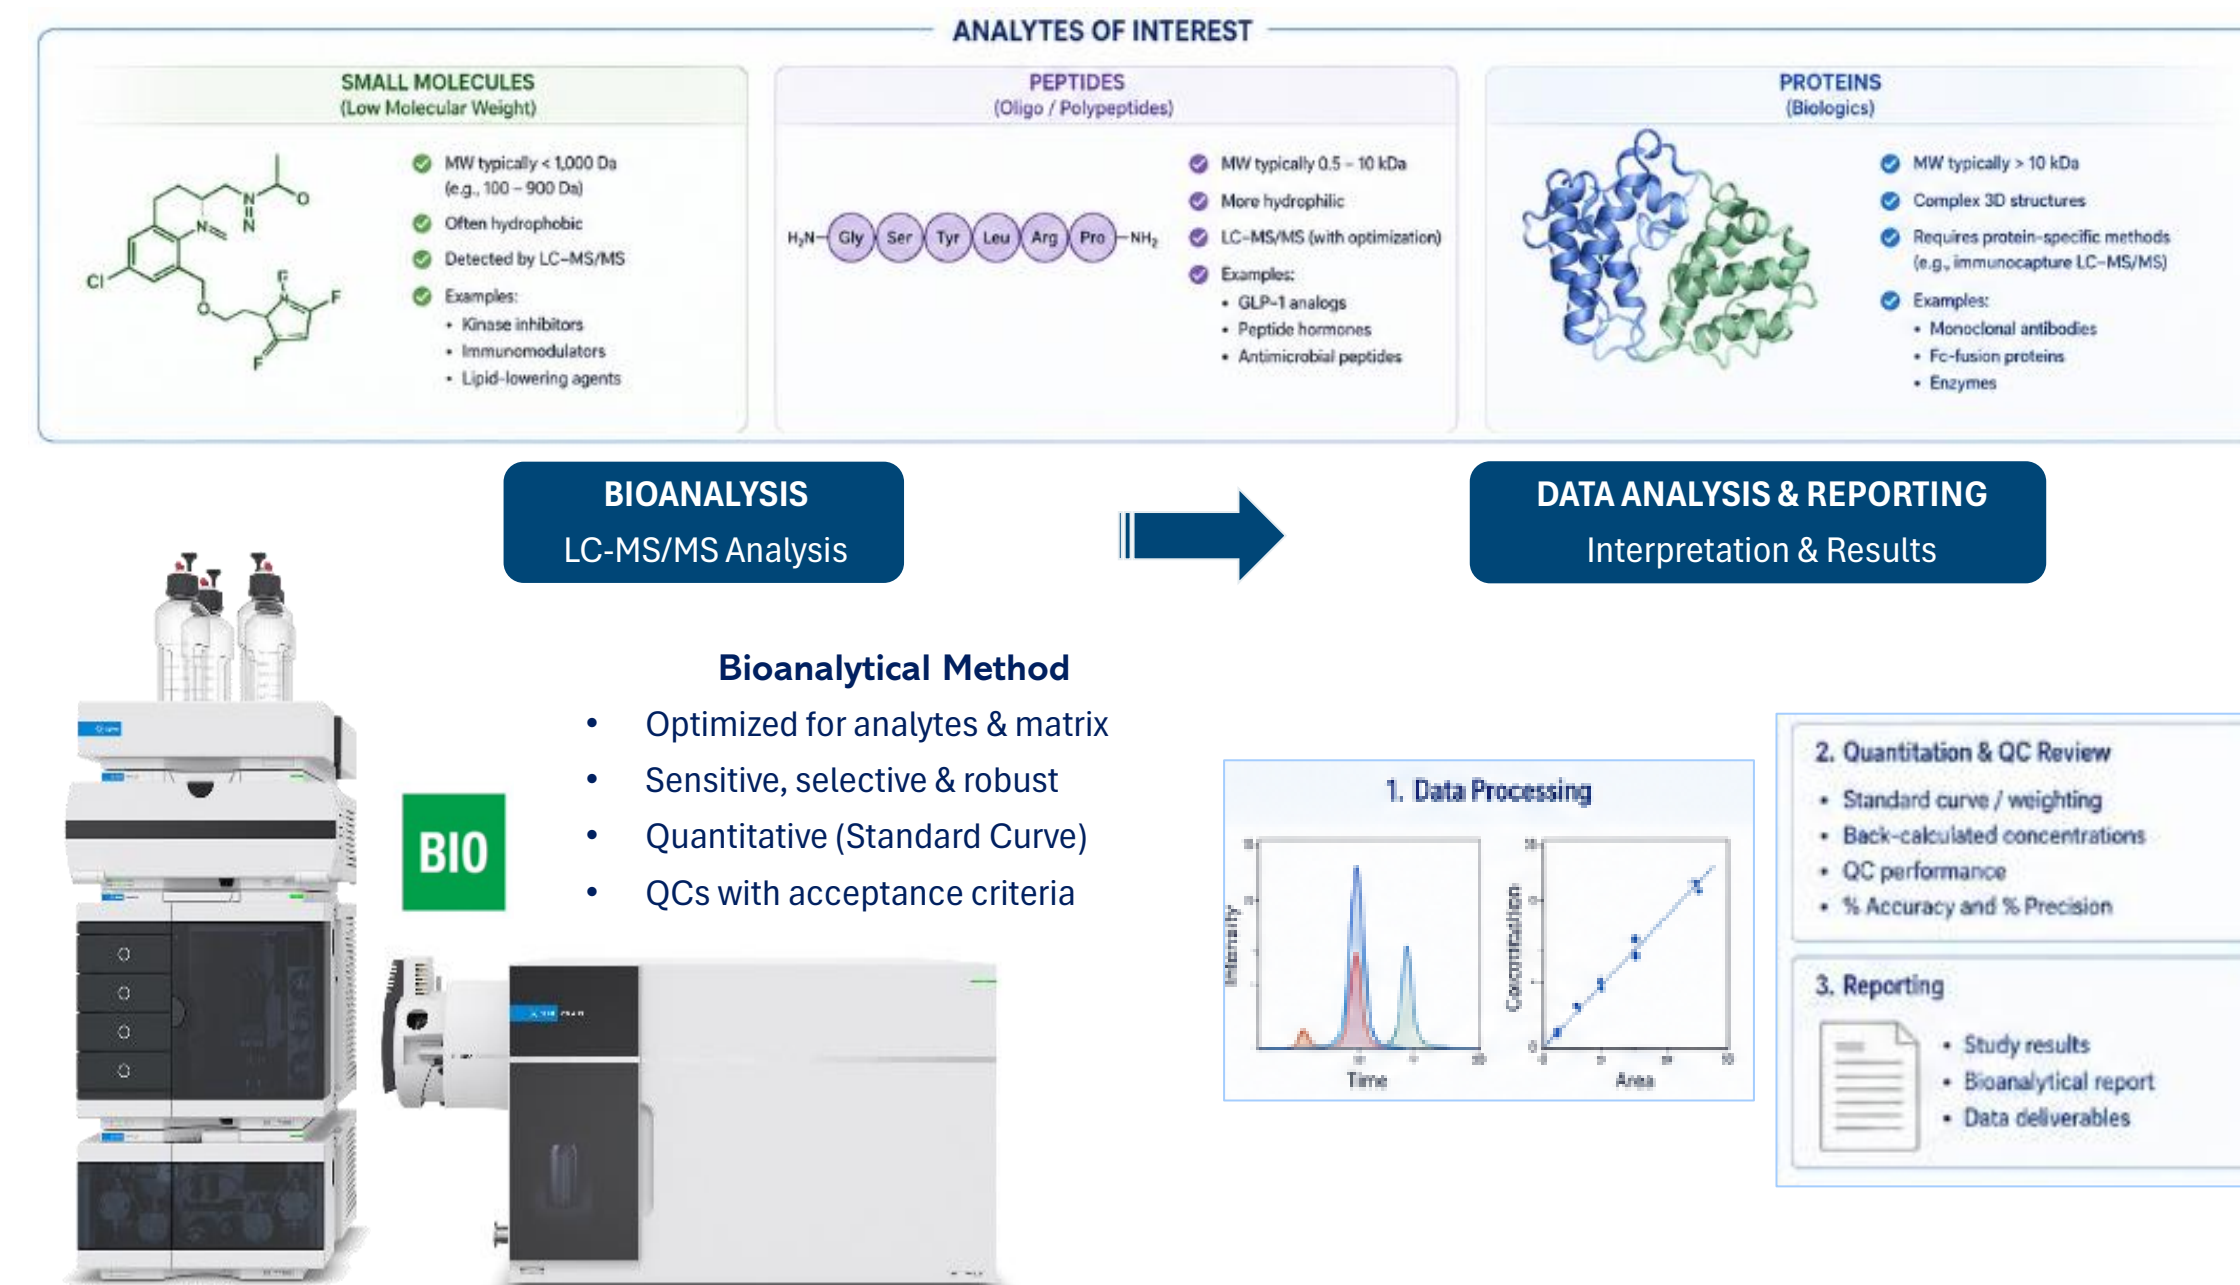 ANALYTES OF INTEREST
SMALL MOLECULES
(Low Molecular Weight)
N
N
N
O
Cl
O
F
N
F
F
MW typically < 1,000 Da
(e.g., 100 – 900 Da)
Often hydrophobic
Detected by LC–MS/MS
Examples:
• Kinase inhibitors
• Immunomodulators
• Lipid-lowering agents
PEPTIDES
(Oligo / Polypeptides)
H₂N Gly Ser Tyr Leu Arg Pro NH₂
MW typically 0.5 – 10 kDa
More hydrophilic
LC–MS/MS (with optimization)
Examples:
• GLP-1 analogs
• Peptide hormones
• Antimicrobial peptides
PROTEINS
(Biologics)
MW typically > 10 kDa
Complex 3D structures
Requires protein-specific methods
(e.g., immunocapture LC–MS/MS)
Examples:
• Monoclonal antibodies
• Fc-fusion proteins
• Enzymes
BIOANALYSIS
LC-MS/MS Analysis
DATA ANALYSIS & REPORTING
Interpretation & Results
BIO
Bioanalytical Method
• Optimized for analytes & matrix
• Sensitive, selective & robust
• Quantitative (Standard Curve)
• QCs with acceptance criteria
1. Data Processing
Intensity
Time
Concentration
Area
2. Quantitation & QC Review
• Standard curve / weighting
• Back-calculated concentrations
• QC performance
• % Accuracy and % Precision
3. Reporting
• Study results
• Bioanalytical report
• Data deliverables